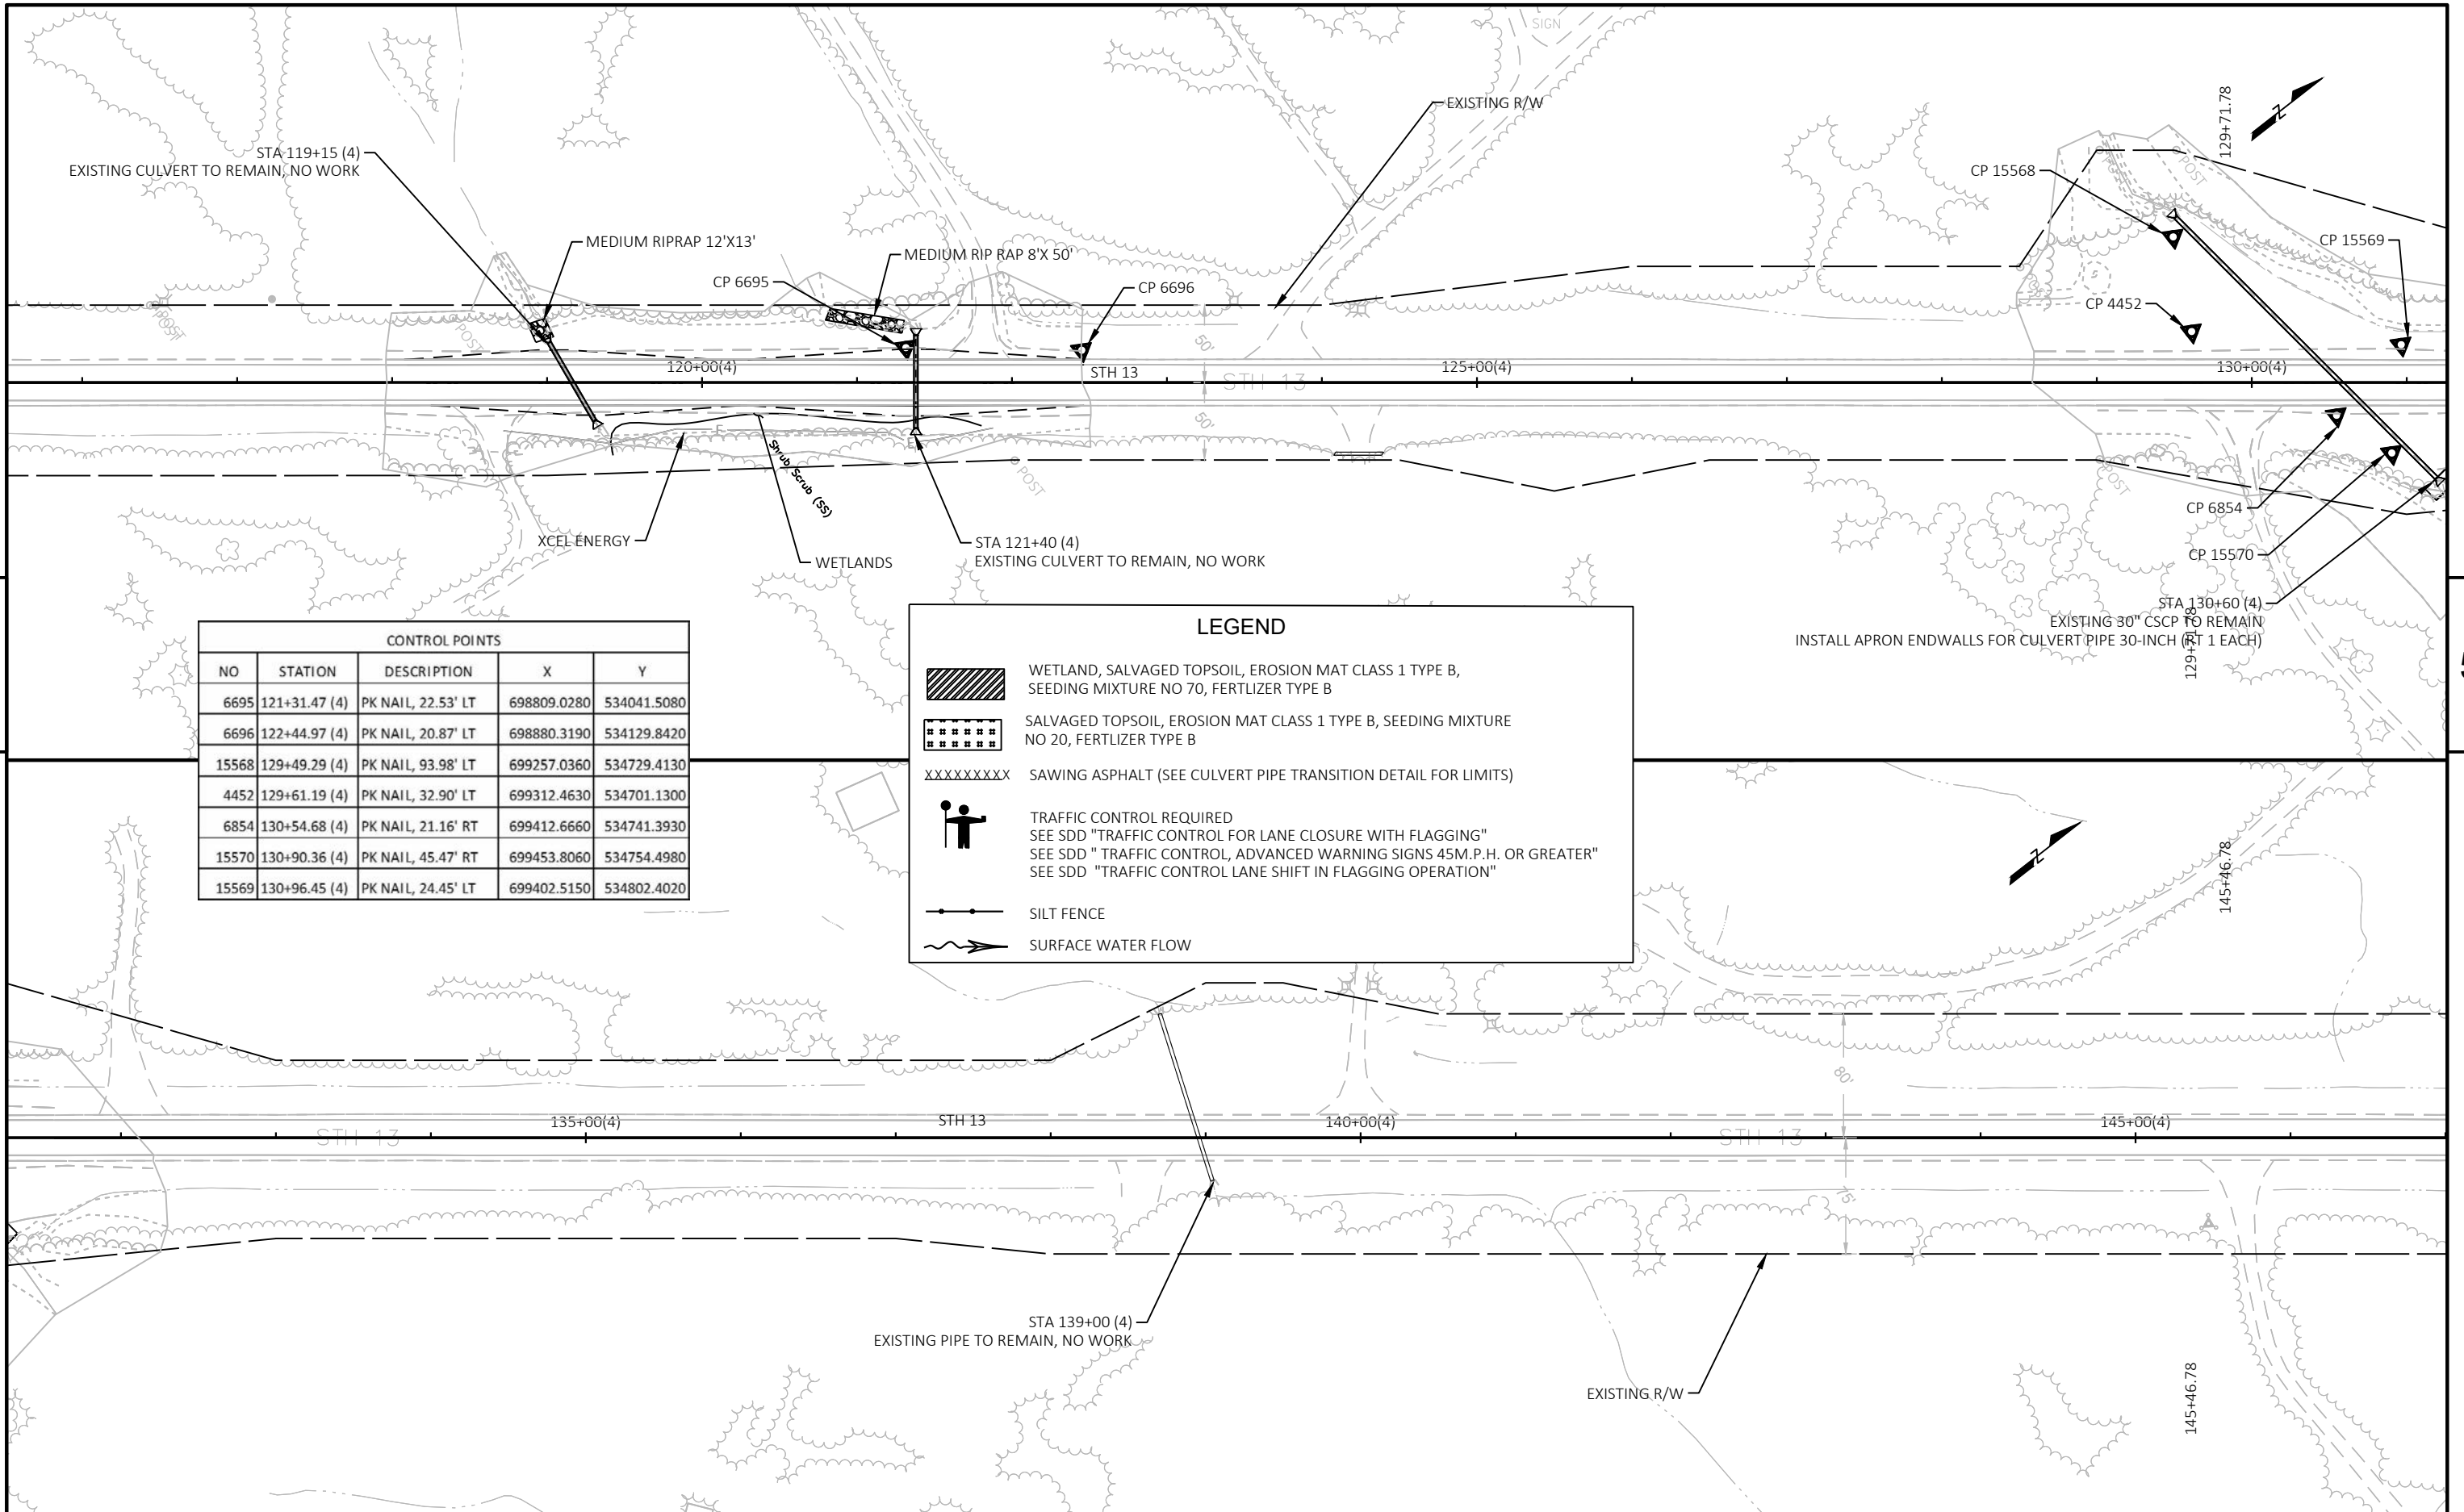 SIGN
EXISTING R/W
129+71.78
N
STA 119+15 (4)
EXISTING CULVERT TO REMAIN, NO WORK
CP 15568
POST
MEDIUM RIPRAP 12'X13'
MEDIUM RIP RAP 8'X 50'
CP 15569
CP 6695
CP 6696
CP 4452
POST
POST
50'
120+00(4)
STH 13
STH 13
125+00(4)
130+00(4)
50'
Shrub Scrub (SS)
POST
POST
CP 6854
XCEL ENERGY
WETLANDS
STA 121+40 (4)
EXISTING CULVERT TO REMAIN, NO WORK
CP 15570
STA 130+60 (4)
EXISTING 30" CSCP TO REMAIN
INSTALL APRON ENDWALLS FOR CULVERT PIPE 30-INCH (LT 1 EACH)
129+71.78
CONTROL POINTS
NO STATION DESCRIPTION X Y
6695 121+31.47 (4) PK NAIL, 22.53' LT 698809.0280 534041.5080
6696 122+44.97 (4) PK NAIL, 20.87' LT 698880.3190 534129.8420
15568 129+49.29 (4) PK NAIL, 93.98' LT 699257.0360 534729.4130
4452 129+61.19 (4) PK NAIL, 32.90' LT 699312.4630 534701.1300
6854 130+54.68 (4) PK NAIL, 21.16' RT 699412.6660 534741.3930
15570 130+90.36 (4) PK NAIL, 45.47' RT 699453.8060 534754.4980
15569 130+96.45 (4) PK NAIL, 24.45' LT 699402.5150 534802.4020
LEGEND
WETLAND, SALVAGED TOPSOIL, EROSION MAT CLASS 1 TYPE B,
SEEDING MIXTURE NO 70, FERTLIZER TYPE B
SALVAGED TOPSOIL, EROSION MAT CLASS 1 TYPE B, SEEDING MIXTURE
NO 20, FERTLIZER TYPE B
XXXXXXXXX SAWING ASPHALT (SEE CULVERT PIPE TRANSITION DETAIL FOR LIMITS)
TRAFFIC CONTROL REQUIRED
SEE SDD "TRAFFIC CONTROL FOR LANE CLOSURE WITH FLAGGING"
SEE SDD " TRAFFIC CONTROL, ADVANCED WARNING SIGNS 45M.P.H. OR GREATER"
SEE SDD "TRAFFIC CONTROL LANE SHIFT IN FLAGGING OPERATION"
SILT FENCE
SURFACE WATER FLOW
N
145+46.78
80'
135+00(4)
STH 13
STH 13
140+00(4)
STH 13
145+00(4)
STA 139+00 (4)
EXISTING PIPE TO REMAIN, NO WORK
EXISTING R/W
145+46.78